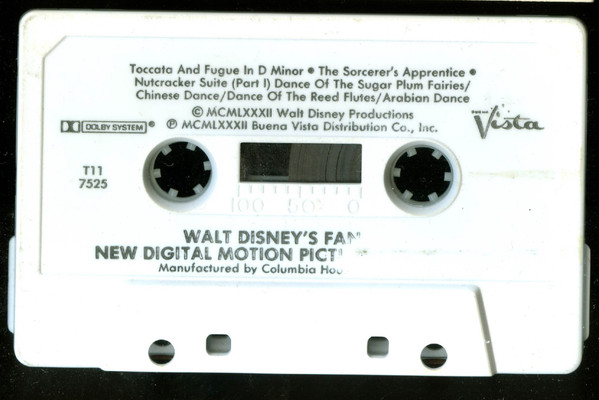 Toccata And Fugue In D Minor • The Sorcerer's Apprentice •
Nutcracker Suite (Part I) Dance Of The Sugar Plum Fairies/
Chinese Dance/Dance Of The Reed Flutes/Arabian Dance
© MCMLXXXII Walt Disney Productions
℗ MCMLXXXII Buena Vista Distribution Co., Inc.
DOLBY SYSTEM®
BUENA
Vista
T11
7525
100 50 0
WALT DISNEY'S FAN
NEW DIGITAL MOTION PICT
Manufactured by Columbia Hou